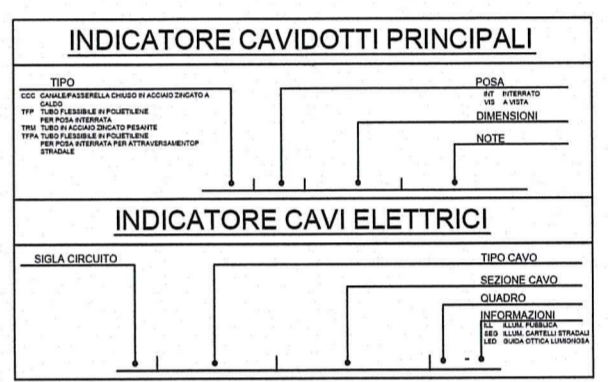 INDICATORE CAVIDOTTI PRINCIPALI
TIPO
CCC CANALE/PASSERELLA CHIUSO IN ACCIAIO ZINCATO A
CALDO
TFP TUBO FLESSIBILE IN POLIETILENE
PER POSA INTERRATA
TRM TUBO IN ACCIAIO ZINCATO PESANTE
TFPA TUBO FLESSIBILE IN POLIETILENE
PER POSA INTERRATA PER ATTRAVERSAMENTOP
STRADALE
POSA
INT INTERRATO
VIS A VISTA
DIMENSIONI
NOTE
INDICATORE CAVI ELETTRICI
SIGLA CIRCUITO
TIPO CAVO
SEZIONE CAVO
QUADRO
INFORMAZIONI
ILL ILLUM. PUBBLICA
SEG ILLUM. CARTELLI STRADALI
LED GUIDA OTTICA LUMIONOSA
-